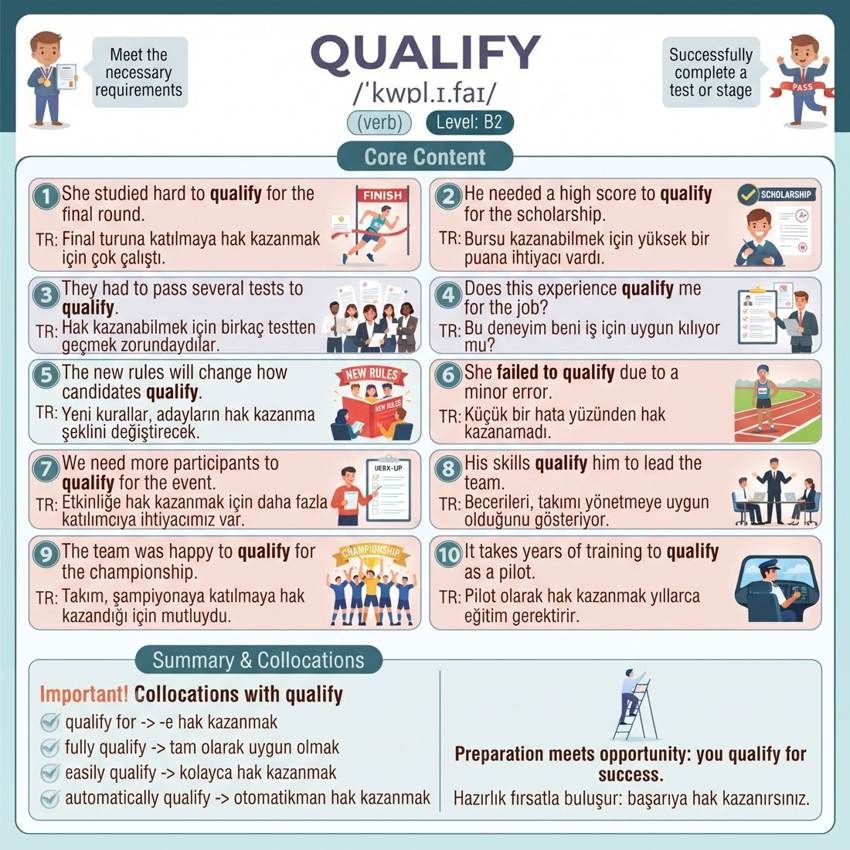 Meet the
necessary
requirements
QUALIFY
/ˈkwɒl.ɪ.faɪ/
(verb)
Level: B2
Successfully
complete a
test or stage
PASS
Core Content
1 She studied hard to qualify for the
final round.
TR: Final turuna katılmaya hak kazanmak
için çok çalıştı.
FINISH
2 He needed a high score to qualify
for the scholarship.
TR: Bursu kazanabilmek için yüksek bir
puana ihtiyacı vardı.
SCHOLARSHIP
A+
3 They had to pass several tests to
qualify.
TR: Hak kazanabilmek için birkaç testten
geçmek zorundaydılar.
4 Does this experience qualify me
for the job?
TR: Bu deneyim beni iş için uygun kılıyor
mu?
5 The new rules will change how
candidates qualify.
TR: Yeni kurallar, adayların hak kazanma
şeklini değiştirecek.
NEW RULES
NEW RULES
6 She failed to qualify due to a
minor error.
TR: Küçük bir hata yüzünden hak
kazanamadı.
7 We need more participants to
qualify for the event.
TR: Etkinliğe hak kazanmak için daha fazla
katılımcıya ihtiyacımız var.
8 His skills qualify him to lead the
team.
TR: Becerileri, takımı yönetmeye uygun
olduğunu gösteriyor.
9 The team was happy to qualify for
the championship.
TR: Takım, şampiyonaya katılmaya hak
kazandığı için mutluydu.
CHAMPIONSHIP
10 It takes years of training to qualify
as a pilot.
TR: Pilot olarak hak kazanmak yıllarca
eğitim gerektirir.
Summary & Collocations
Important! Collocations with qualify
qualify for -> -e hak kazanmak
fully qualify -> tam olarak uygun olmak
easily qualify -> kolayca hak kazanmak
automatically qualify -> otomatikman hak kazanmak
Preparation meets opportunity: you qualify for
success.
Hazırlık fırsatla buluşur: başarıya hak kazanırsınız.